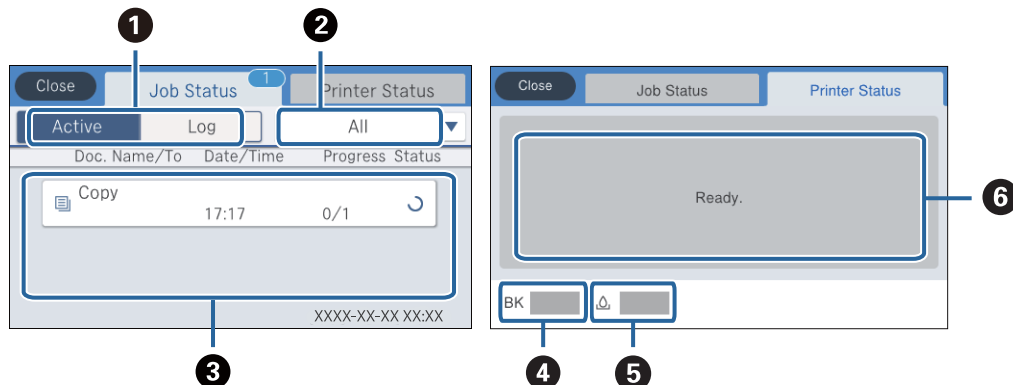 1 2
Close Job Status 1 Printer Status
Active Log All
Doc. Name/To Date/Time Progress Status
Copy
17:17 0/1
XXXX-XX-XX XX:XX
3
Close Job Status Printer Status
Ready.
6
BK
4 5